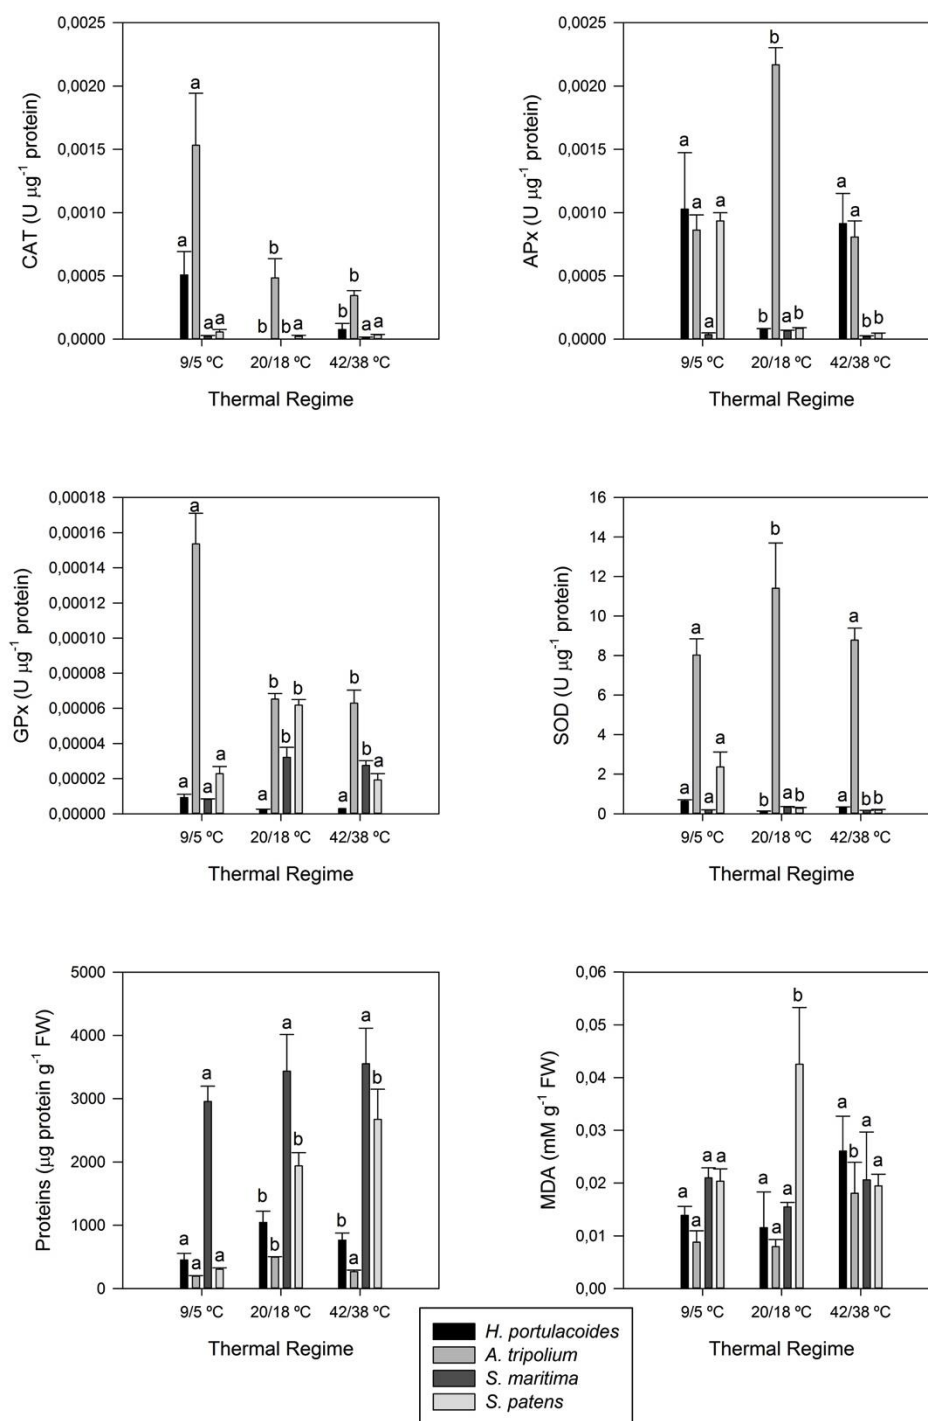 0,0025
0,0020
0,0015
0,0010
0,0005
0,0000
CAT (U µg⁻¹ protein)
a
a
a a
b
b b a
b
b a a
9/5 ºC 20/18 ºC 42/38 ºC
Thermal Regime
0,0025
0,0020
0,0015
0,0010
0,0005
0,0000
APx (U µg⁻¹ protein)
a
a
a
a
b
b a b
a
a
b b
9/5 ºC 20/18 ºC 42/38 ºC
Thermal Regime
0,00018
0,00016
0,00014
0,00012
0,00010
0,00008
0,00006
0,00004
0,00002
0,00000
GPx (U µg⁻¹ protein)
a
a
a
a
a
b
b
b
a
b
b
a
9/5 ºC 20/18 ºC 42/38 ºC
Thermal Regime
16
14
12
10
8
6
4
2
0
SOD (U µg⁻¹ protein)
a
a
a
a
b
b
a b
a
a
b b
9/5 ºC 20/18 ºC 42/38 ºC
Thermal Regime
5000
4000
3000
2000
1000
0
Proteins (µg protein g⁻¹ FW)
a
a
a
a
b
b
a
b
b
a
a
b
9/5 ºC 20/18 ºC 42/38 ºC
Thermal Regime
0,06
0,05
0,04
0,03
0,02
0,01
0,00
MDA (mM g⁻¹ FW)
a
a
a a
a
a
a
b
a
b
a
a
9/5 ºC 20/18 ºC 42/38 ºC
Thermal Regime
H. portulacoides
A. tripolium
S. maritima
S. patens